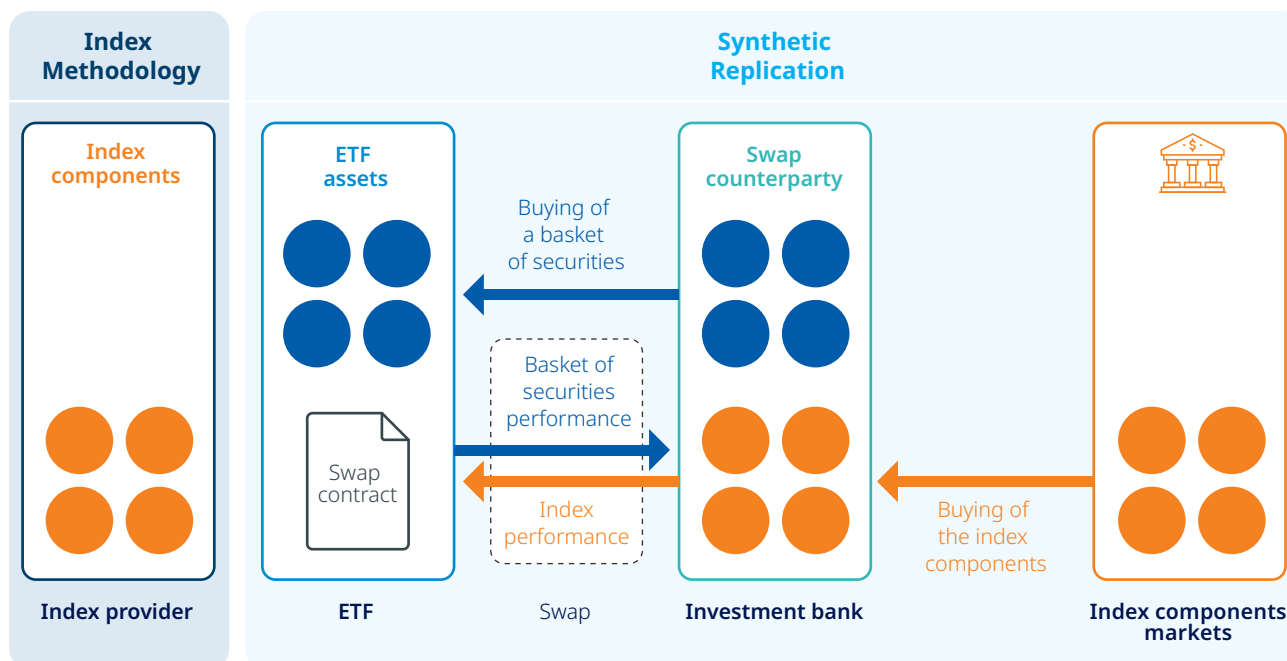 Index
Methodology
Synthetic
Replication
Index
components
ETF
assets
Swap
counterparty
$
Buying of
a basket
of securities
Basket of
securities
performance
Swap
contract
Index
performance
Buying of
the index
components
Index provider
ETF
Swap
Investment bank
Index components
markets